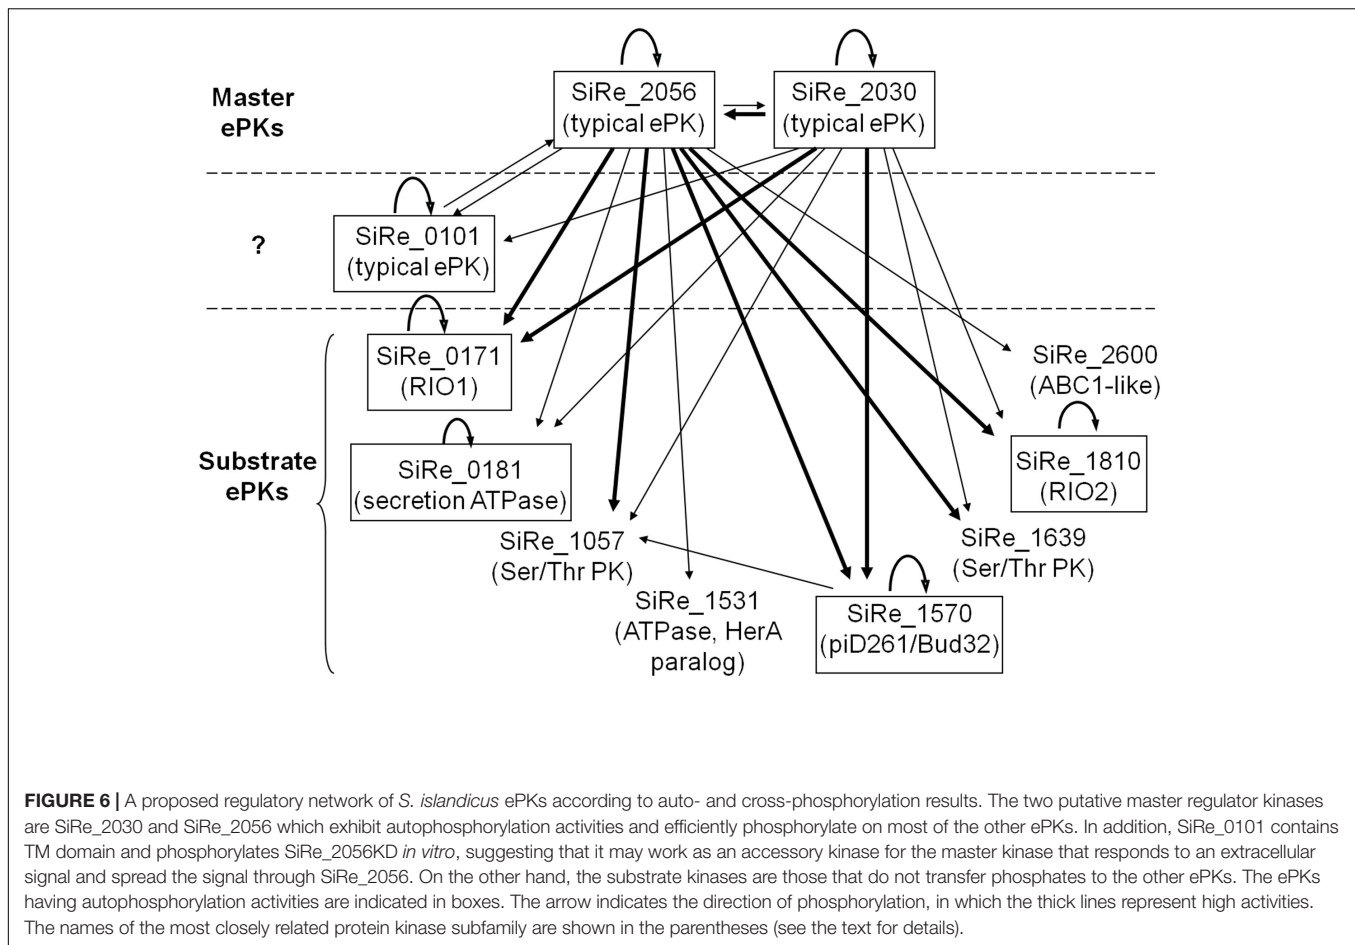 Master
ePKs
SiRe_2056
(typical ePK)
SiRe_2030
(typical ePK)
?
SiRe_0101
(typical ePK)
Substrate
ePKs
SiRe_0171
(RIO1)
SiRe_0181
(secretion ATPase)
SiRe_1057
(Ser/Thr PK)
SiRe_1531
(ATPase, HerA
paralog)
SiRe_1570
(piD261/Bud32)
SiRe_1639
(Ser/Thr PK)
SiRe_2600
(ABC1-like)
SiRe_1810
(RIO2)
FIGURE 6 | A proposed regulatory network of S. islandicus ePKs according to auto- and cross-phosphorylation results. The two putative master regulator kinases
are SiRe_2030 and SiRe_2056 which exhibit autophosphorylation activities and efficiently phosphorylate on most of the other ePKs. In addition, SiRe_0101 contains
TM domain and phosphorylates SiRe_2056KD in vitro, suggesting that it may work as an accessory kinase for the master kinase that responds to an extracellular
signal and spread the signal through SiRe_2056. On the other hand, the substrate kinases are those that do not transfer phosphates to the other ePKs. The ePKs
having autophosphorylation activities are indicated in boxes. The arrow indicates the direction of phosphorylation, in which the thick lines represent high activities.
The names of the most closely related protein kinase subfamily are shown in the parentheses (see the text for details).